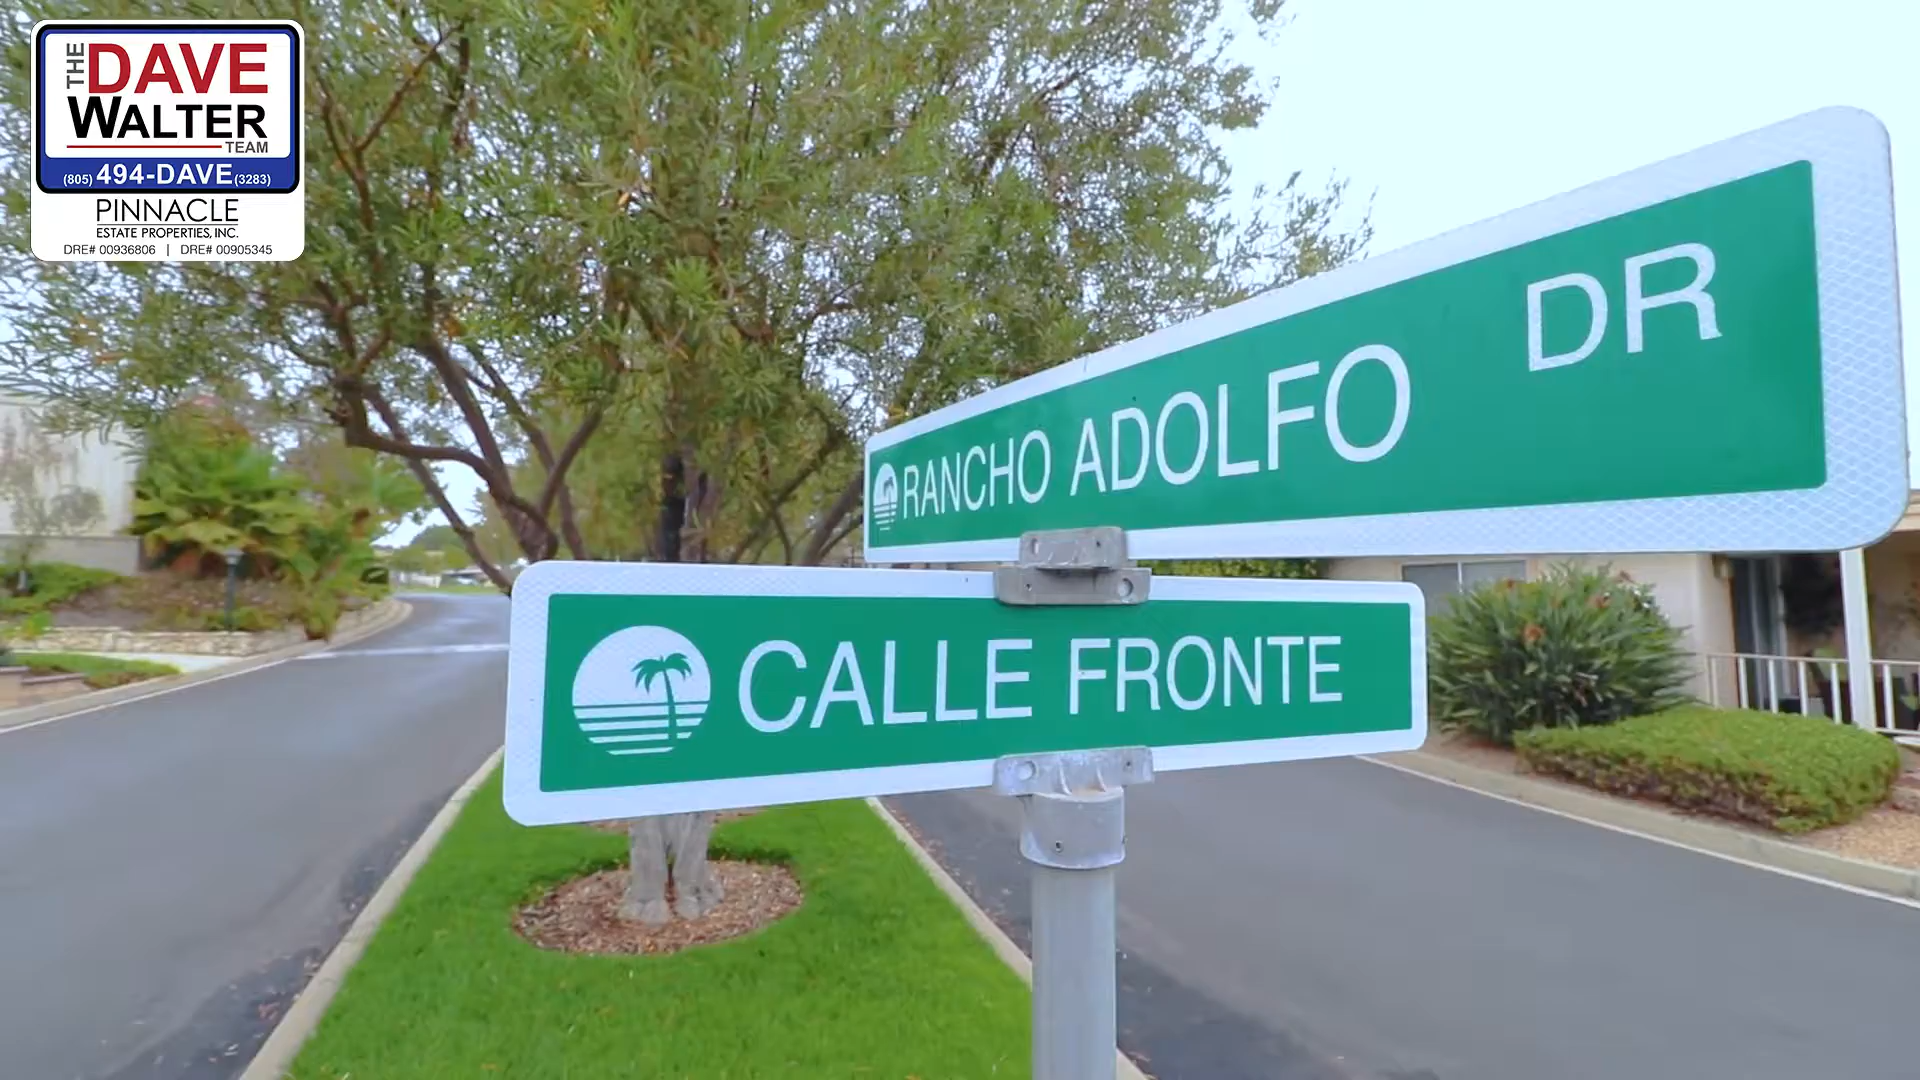 THE DAVE
WALTER
TEAM
(805) 494-DAVE (3283)
PINNACLE
ESTATE PROPERTIES, INC.
DRE# 00936806 | DRE# 00905345
RANCHO ADOLFO DR
CALLE FRONTE